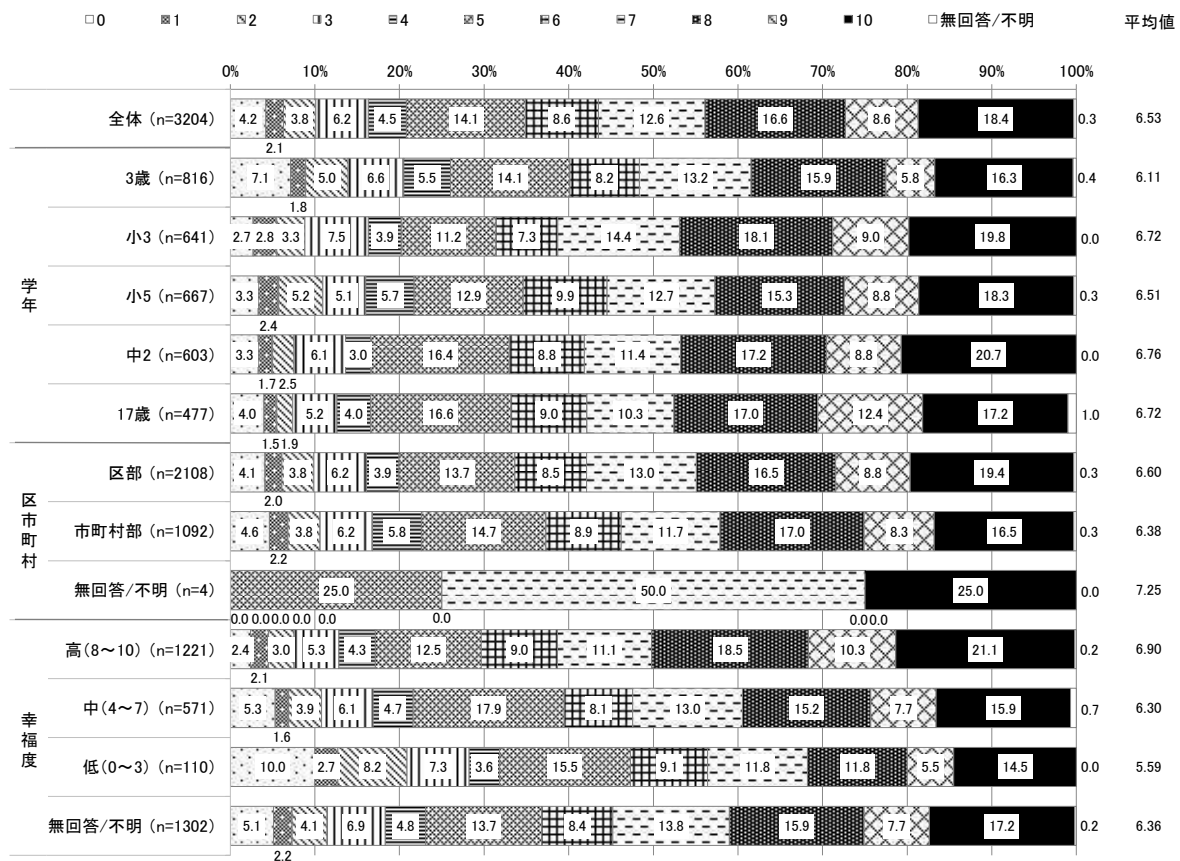 0 1 2 3 4 5 6 7 8 9 10 無回答/不明 平均値
0% 10% 20% 30% 40% 50% 60% 70% 80% 90% 100%
全体 (n=3204) 4.2 3.8 6.2 4.5 14.1 8.6 12.6 16.6 8.6 18.4 0.3 6.53
2.1
学年
3歳 (n=816) 7.1 5.0 6.6 5.5 14.1 8.2 13.2 15.9 5.8 16.3 0.4 6.11
1.8
小3 (n=641) 2.7 2.8 3.3 7.5 3.9 11.2 7.3 14.4 18.1 9.0 19.8 0.0 6.72
小5 (n=667) 3.3 5.2 5.1 5.7 12.9 9.9 12.7 15.3 8.8 18.3 0.3 6.51
2.4
中2 (n=603) 3.3 6.1 3.0 16.4 8.8 11.4 17.2 8.8 20.7 0.0 6.76
1.7 2.5
17歳 (n=477) 4.0 5.2 4.0 16.6 9.0 10.3 17.0 12.4 17.2 1.0 6.72
1.5 1.9
区市町村
区部 (n=2108) 4.1 3.8 6.2 3.9 13.7 8.5 13.0 16.5 8.8 19.4 0.3 6.60
2.0
市町村部 (n=1092) 4.6 3.8 6.2 5.8 14.7 8.9 11.7 17.0 8.3 16.5 0.3 6.38
2.2
無回答/不明 (n=4) 25.0 50.0 25.0 0.0 7.25
0.0 0.0 0.0 0.0 0.0 0.0 0.0 0.0
幸福度
高(8～10) (n=1221) 2.4 3.0 5.3 4.3 12.5 9.0 11.1 18.5 10.3 21.1 0.2 6.90
2.1
中(4～7) (n=571) 5.3 3.9 6.1 4.7 17.9 8.1 13.0 15.2 7.7 15.9 0.7 6.30
1.6
低(0～3) (n=110) 10.0 2.7 8.2 7.3 3.6 15.5 9.1 11.8 11.8 5.5 14.5 0.0 5.59
無回答/不明 (n=1302) 5.1 4.1 6.9 4.8 13.7 8.4 13.8 15.9 7.7 17.2 0.2 6.36
2.2